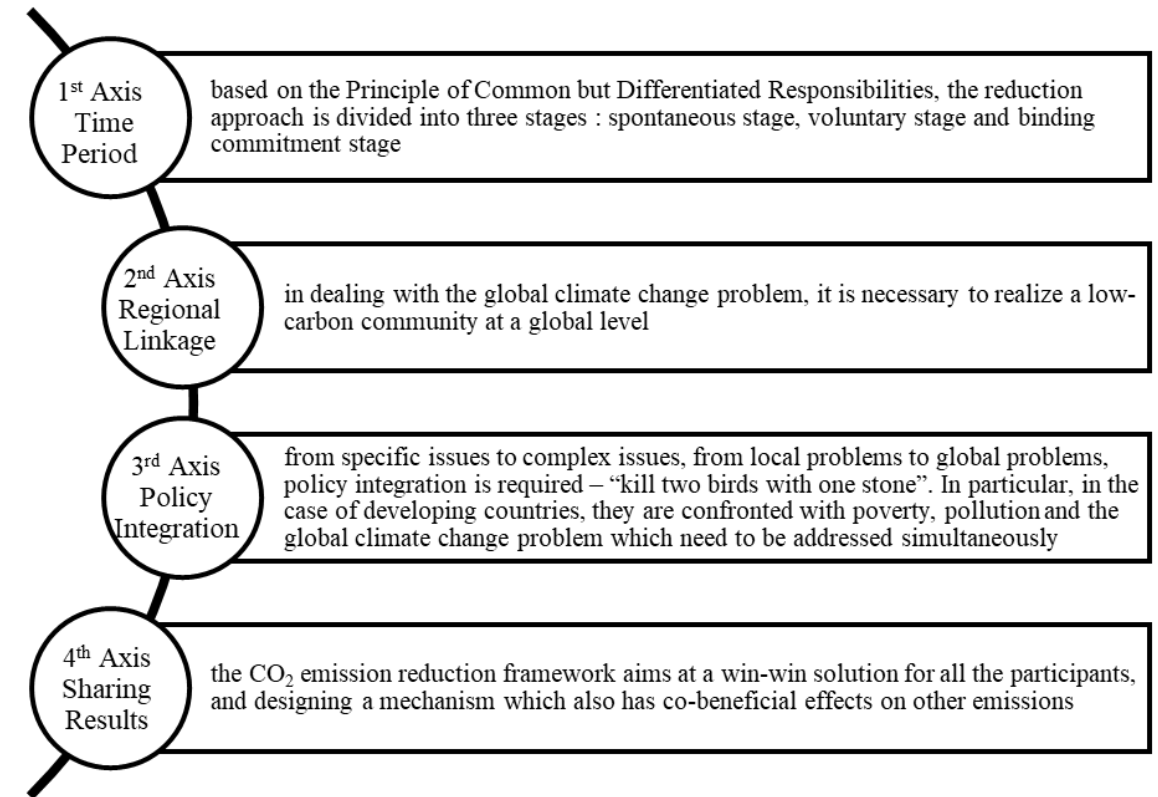 1st Axis
Time
Period
based on the Principle of Common but Differentiated Responsibilities, the reduction
approach is divided into three stages : spontaneous stage, voluntary stage and binding
commitment stage
2nd Axis
Regional
Linkage
in dealing with the global climate change problem, it is necessary to realize a low-
carbon community at a global level
3rd Axis
Policy
Integration
from specific issues to complex issues, from local problems to global problems,
policy integration is required – “kill two birds with one stone”. In particular, in the
case of developing countries, they are confronted with poverty, pollution and the
global climate change problem which need to be addressed simultaneously
4th Axis
Sharing
Results
the CO₂ emission reduction framework aims at a win-win solution for all the participants,
and designing a mechanism which also has co-beneficial effects on other emissions